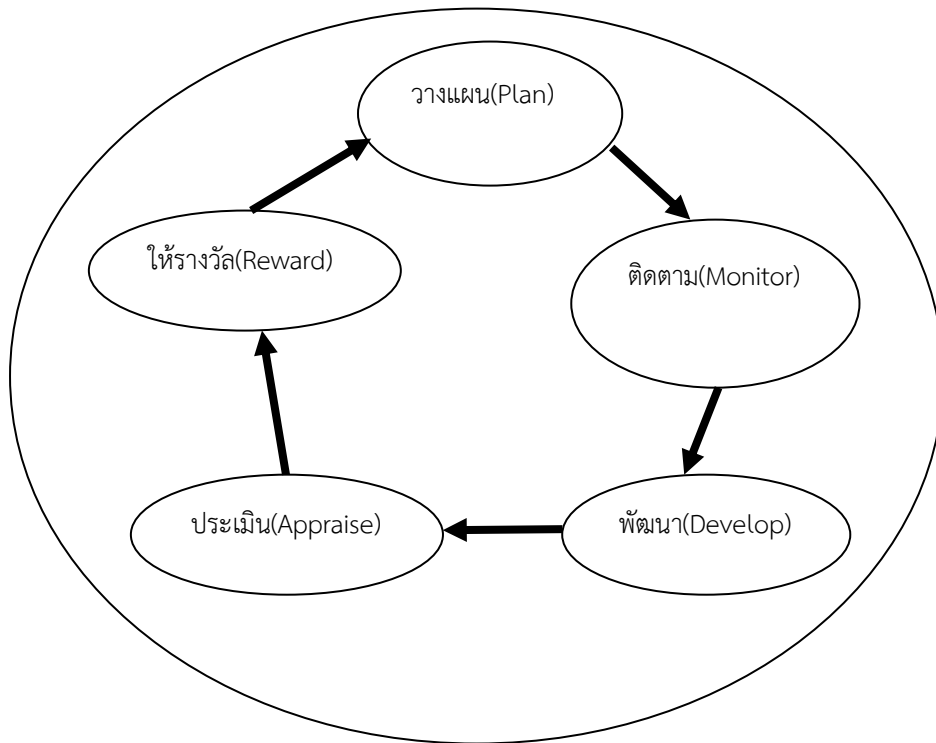 วางแผน(Plan)
ติดตาม(Monitor)
พัฒนา(Develop)
ประเมิน(Appraise)
ให้รางวัล(Reward)